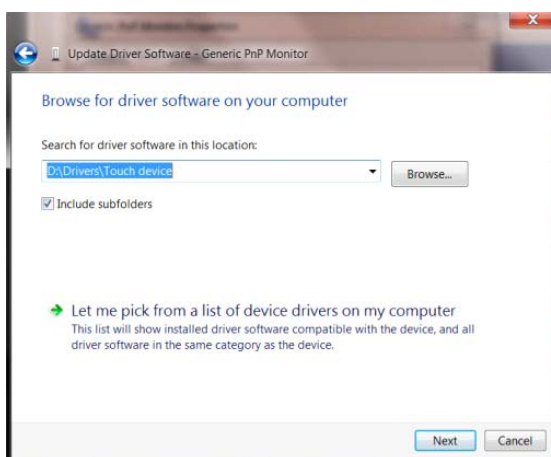 Update Driver Software - Generic PnP Monitor
Browse for driver software on your computer
Search for driver software in this location:
D:\Drivers\Touch device
Browse...
Include subfolders
Let me pick from a list of device drivers on my computer
This list will show installed driver software compatible with the device, and all
driver software in the same category as the device.
Next
Cancel